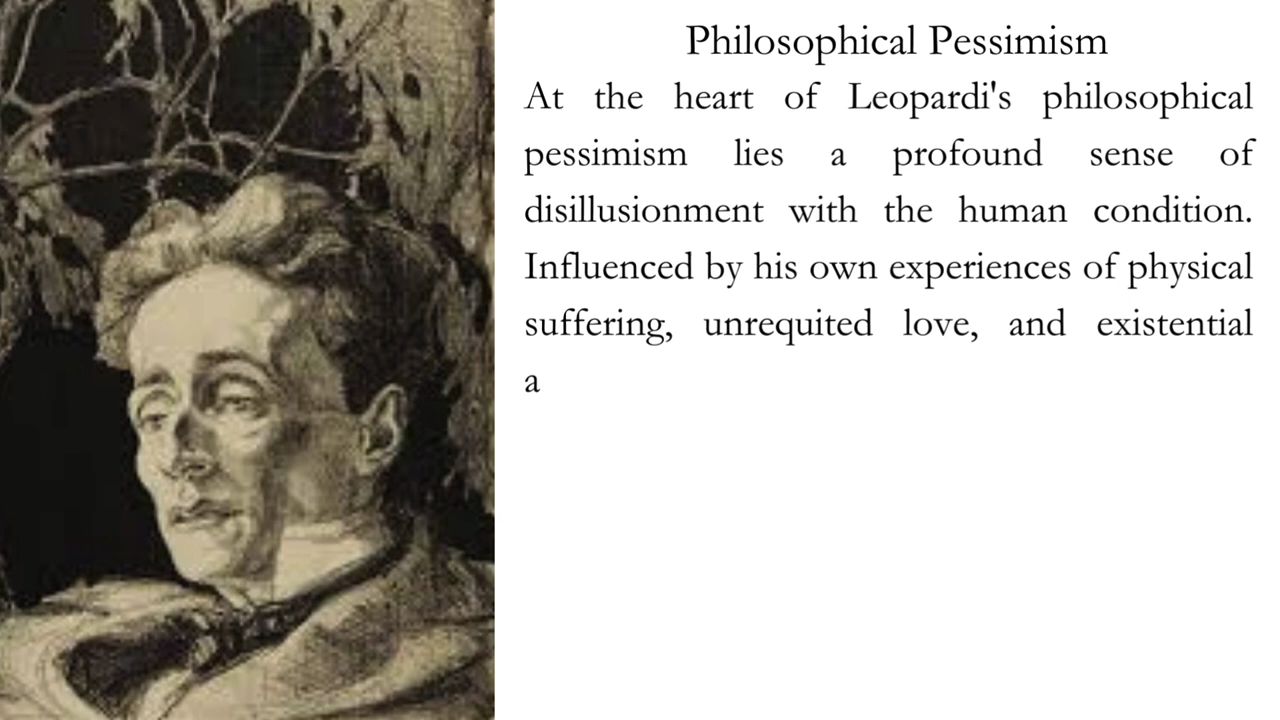 Philosophical Pessimism
At the heart of Leopardi's philosophical
pessimism lies a profound sense of
disillusionment with the human condition.
Influenced by his own experiences of physical
suffering, unrequited love, and existential
a